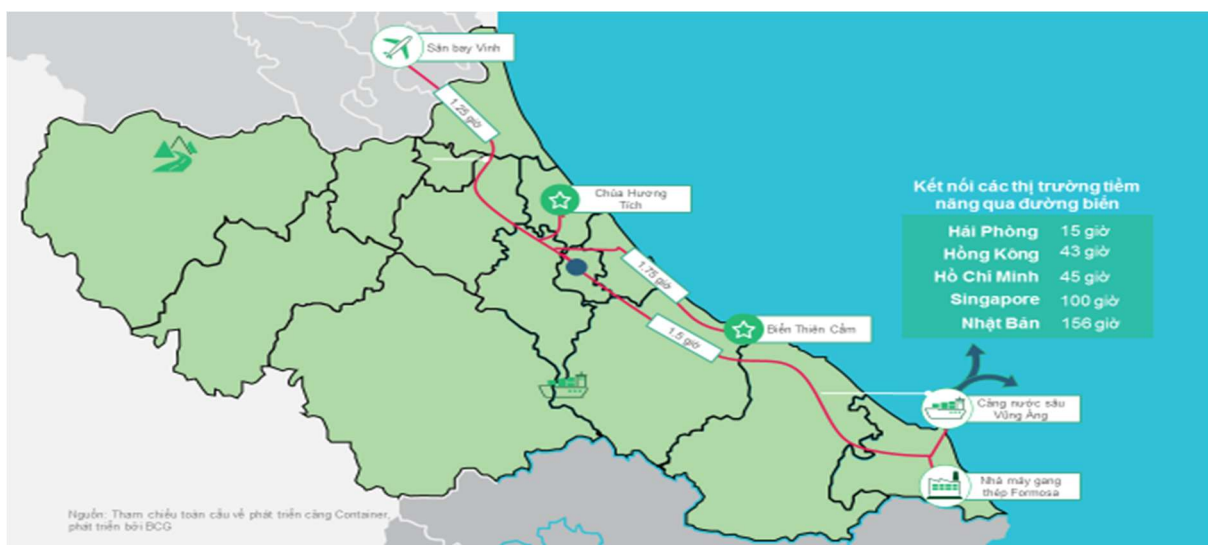 Sân bay Vinh
1.25 giờ
Chùa Hương
Tích
1.75 giờ
Biển Thiên Cầm
1.5 giờ
Kết nối các thị trường tiềm
năng qua đường biển
Hải Phòng 15 giờ
Hồng Kông 43 giờ
Hồ Chí Minh 45 giờ
Singapore 100 giờ
Nhật Bản 156 giờ
Cảng nước sâu
Vũng Áng
Nhà máy gang
thép Formosa
Nguồn: Tham chiếu toàn cầu về phát triển cảng Container,
phát triển bởi BCG